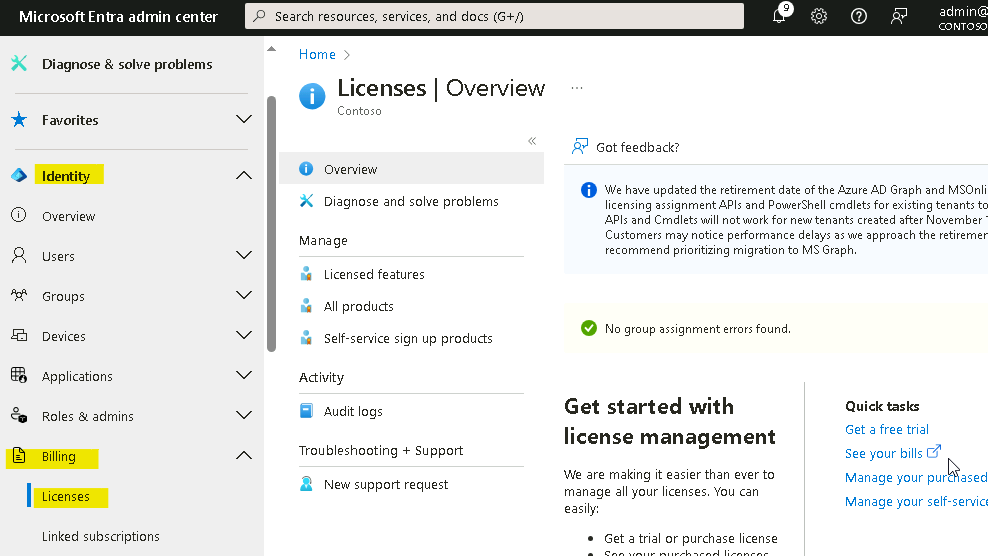 Microsoft Entra admin center
Search resources, services, and docs (G+/)
9
admin@
CONTOSO
Diagnose & solve problems
Favorites
Identity
Overview
Users
Groups
Devices
Applications
Roles & admins
Billing
Licenses
Linked subscriptions
Home
Licenses | Overview
...
Contoso
«
Overview
Diagnose and solve problems
Manage
Licensed features
All products
Self-service sign up products
Activity
Audit logs
Troubleshooting + Support
New support request
Got feedback?
We have updated the retirement date of the Azure AD Graph and MSOnli
licensing assignment APIs and PowerShell cmdlets for existing tenants to
APIs and Cmdlets will not work for new tenants created after November
Customers may notice performance delays as we approach the retiremen
recommend prioritizing migration to MS Graph.
No group assignment errors found.
Get started with
license management
We are making it easier than ever to
manage all your licenses. You can
easily:
• Get a trial or purchase license
• See your purchased licenses
Quick tasks
Get a free trial
See your bills
Manage your purchased
Manage your self-service